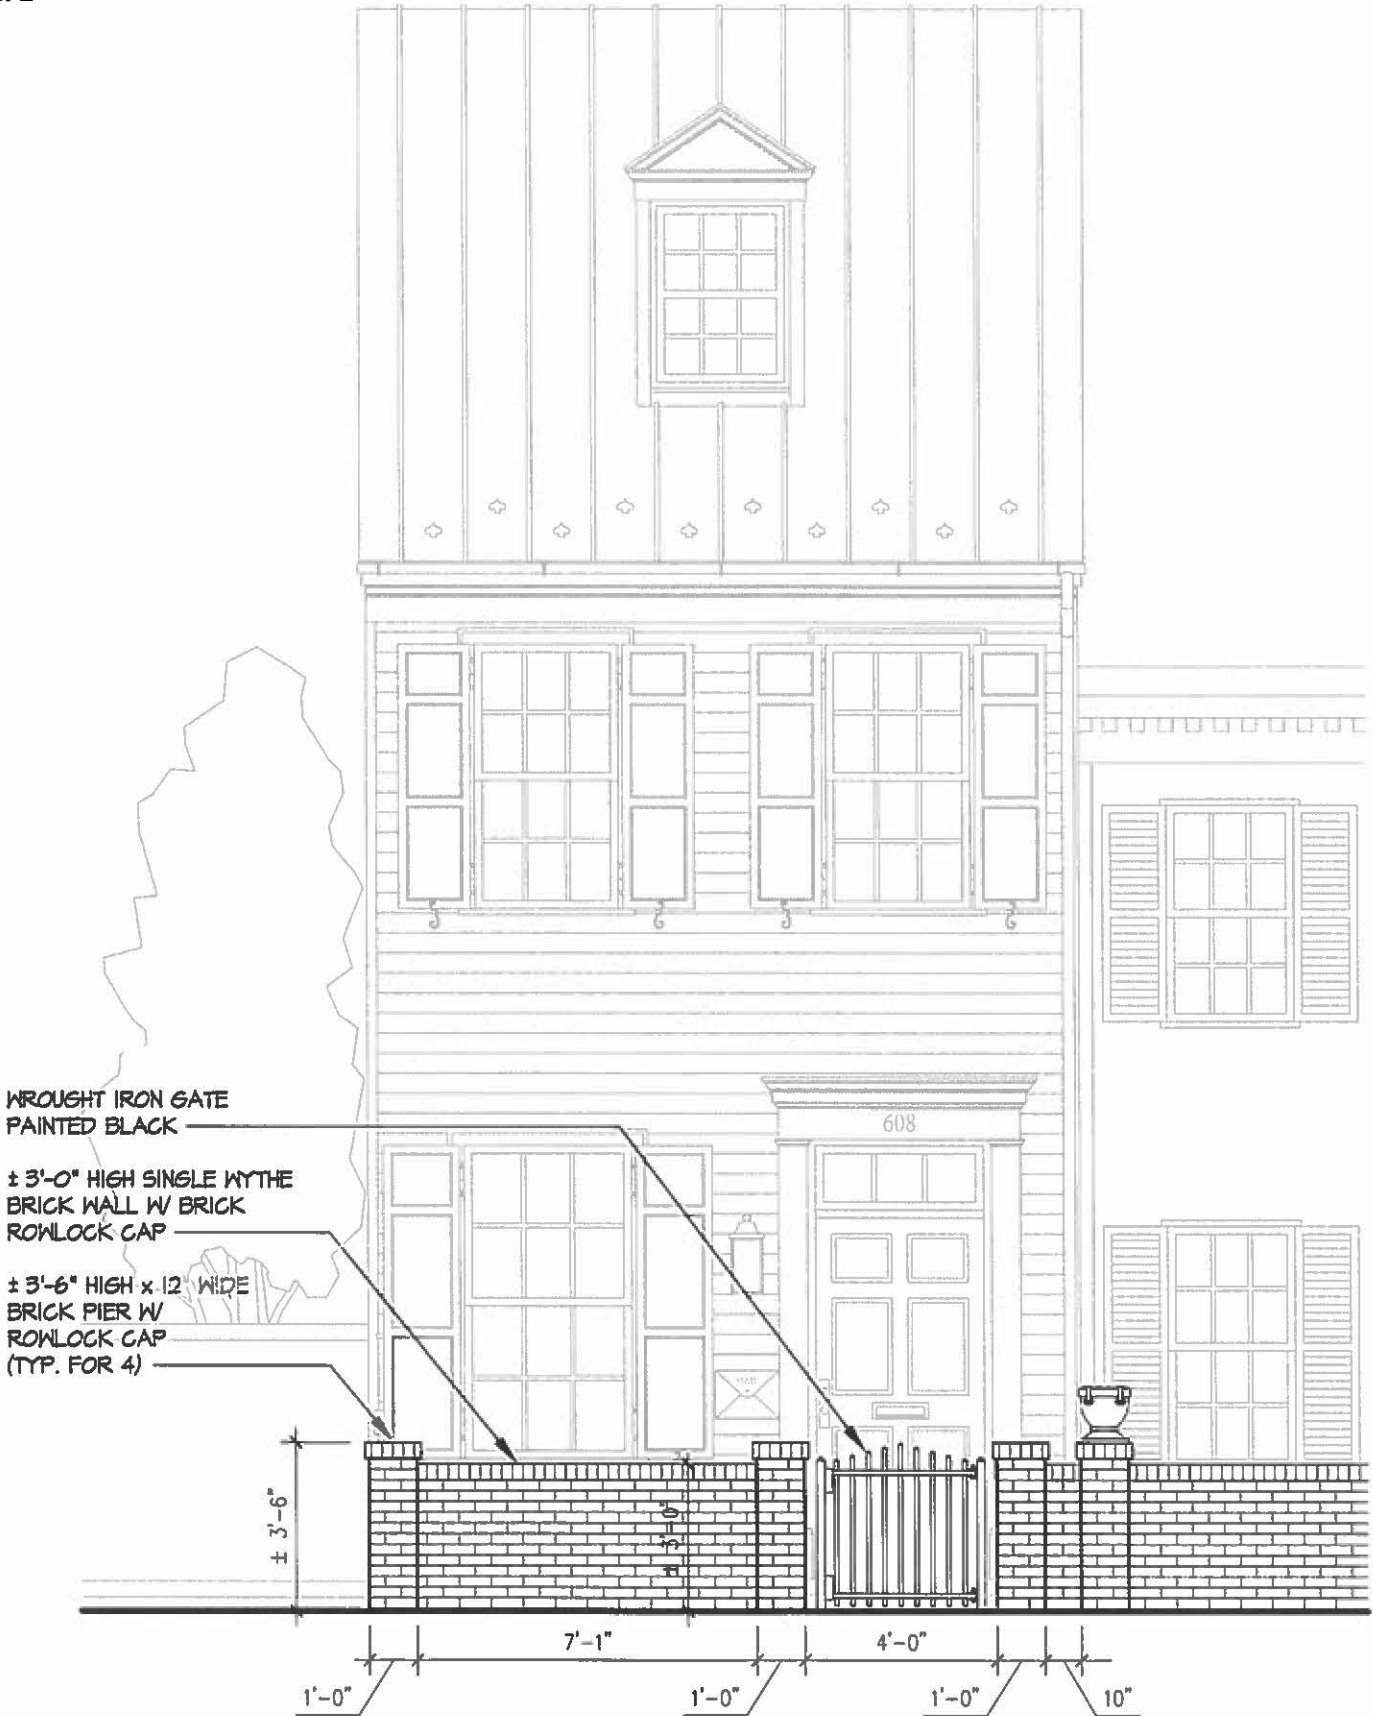 608
WROUGHT IRON GATE
PAINTED BLACK
± 3'-0" HIGH SINGLE WYTHE
BRICK WALL W/ BRICK
ROWLOCK CAP
± 3'-6" HIGH x 12" WIDE
BRICK PIER W/
ROWLOCK CAP
(TYP. FOR 4)
± 3'-6"
± 3'-0"
7'-1"
4'-0"
1'-0"
1'-0"
1'-0"
10"